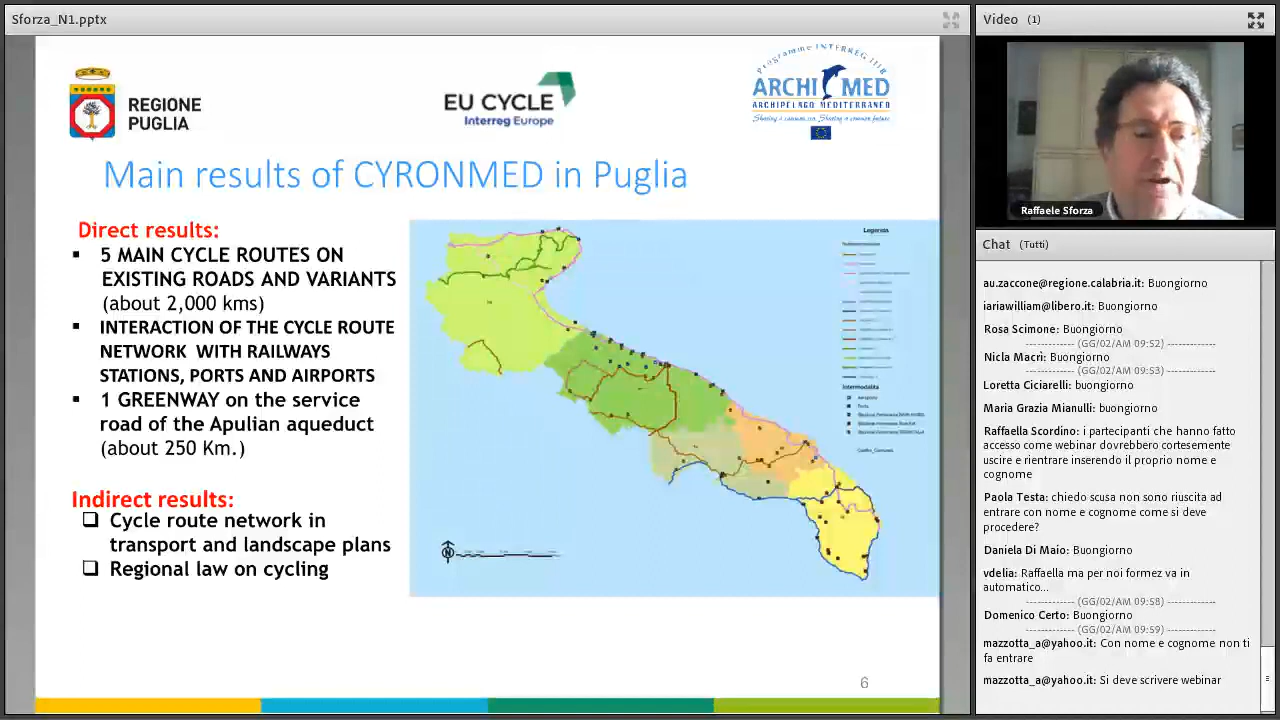 Sforza_N1.pptx
REGIONE
PUGLIA
EU CYCLE
Interreg Europe
Programme INTERREG IIIB
ARCHIMED
ARCHIPELAGO MEDITERRANEO
Main results of CYRONMED in Puglia
Direct results:
▪ 5 MAIN CYCLE ROUTES ON
EXISTING ROADS AND VARIANTS
(about 2,000 kms)
▪ INTERACTION OF THE CYCLE ROUTE
NETWORK WITH RAILWAYS
STATIONS, PORTS AND AIRPORTS
▪ 1 GREENWAY on the service
road of the Apulian aqueduct
(about 250 Km.)
Indirect results:
❑ Cycle route network in
transport and landscape plans
❑ Regional law on cycling
Legenda
Intermodalità
N
6
Video (1)
Raffaele Sforza
Chat (Tutti)
au.zaccone@regione.calabria.it: Buongiorno
iariawilliam@libero.it: Buongiorno
Rosa Scimone: Buongiorno
-------------- (GG/02/AM 09:52) --------------
Nicla Macrì: Buongiorno
-------------- (GG/02/AM 09:53) --------------
Loretta Ciciarelli: buongiorno
Maria Grazia Mianulli: buongiorno
Raffaella Scordo: i partecipanti che hanno fatto
accesso come webinar dovrebbero cortesemente
uscire e rientrare inserendo il proprio nome e
cognome
Paola Testa: chiedo scusa non sono riuscita ad
entrare con nome e cognome come si deve
procedere?
Daniela Di Maio: Buongiorno
vdelia: Raffaella ma per noi formez va in
automatico...
-------------- (GG/02/AM 09:58) --------------
Domenico Certo: Buongiorno
-------------- (GG/02/AM 09:59) --------------
mazzotta_a@yahoo.it: Con nome e cognome non ti
fa entrare
mazzotta_a@yahoo.it: Si deve scrivere webinar